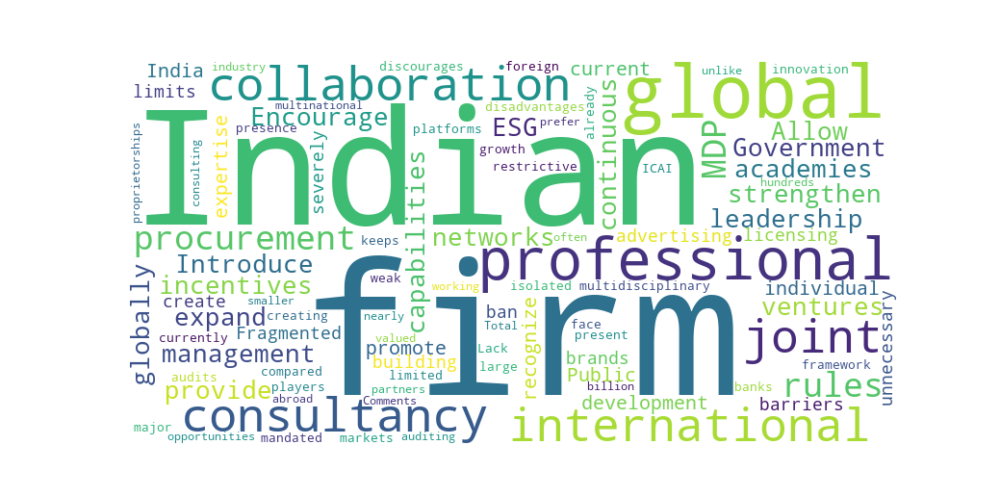 industry discourages foreign
India collaboration current unlike innovation
limits multinational global
Encourage disadvantages already
proprietorships consulting expertise presence severely platforms ESG prefer continuous MDP Allow
Indian growth Government
restrictive ICAI academies
capabilities hundreds
strengthen
leadership
procurement keeps networks often advertising licensing
Introduce weak professional
globally incentives working isolated multidisciplinary individual
create smaller firm recognize ventures unnecessary
expand creating nearly ban
currently Fragmented Total face joint
valued Lack present
management promote brands
compared building large Public framework
audits limited billion banks rules
provide players partners
abroad Comments development barriers
consultancy international
major
opportunities mandated markets auditing